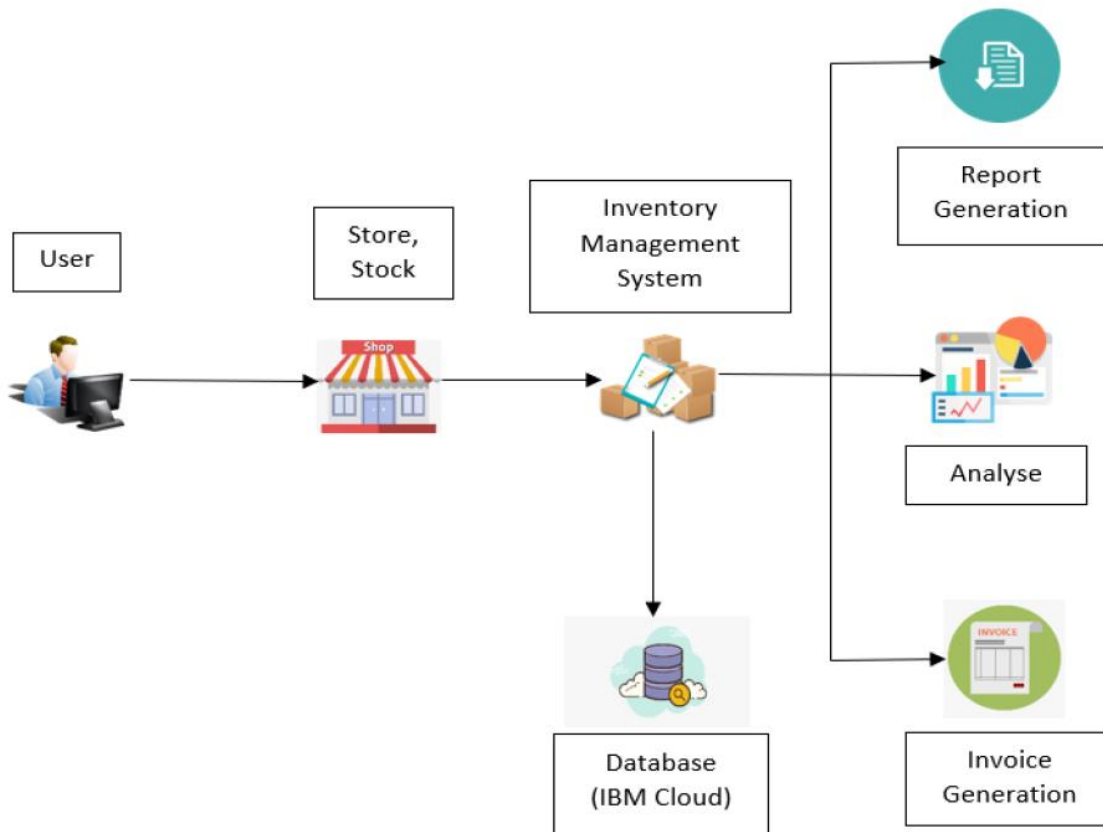 User
Store,
Stock
Shop
Inventory
Management
System
Report
Generation
Analyse
Database
(IBM Cloud)
INVOICE
Invoice
Generation